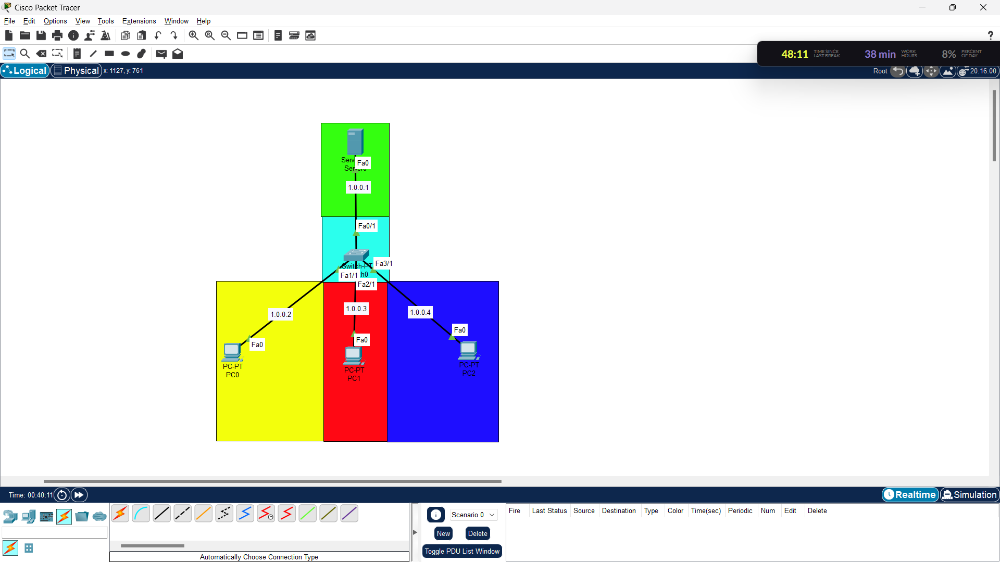 Cisco Packet Tracer
File Edit Options View Tools Extensions Window Help
?
48:11 TIME SINCE LAST BREAK 38 min WORK HOURS 8% PERCENT OF DAY
Logical Physical x: 1127, y: 761 Root 20:16:00
Fa0
1.0.0.1
Fa0/1
Fa3/1
Switch-PT
Fa1/1
h0
Fa2/1
1.0.0.3
1.0.0.4
1.0.0.2
Fa0
Fa0
Fa0
PC-PT
PC0
PC-PT
PC1
PC-PT
PC2
Time: 00:40:11 Realtime Simulation
Scenario 0
New Delete
Toggle PDU List Window
Fire Last Status Source Destination Type Color Time(sec) Periodic Num Edit Delete
Automatically Choose Connection Type